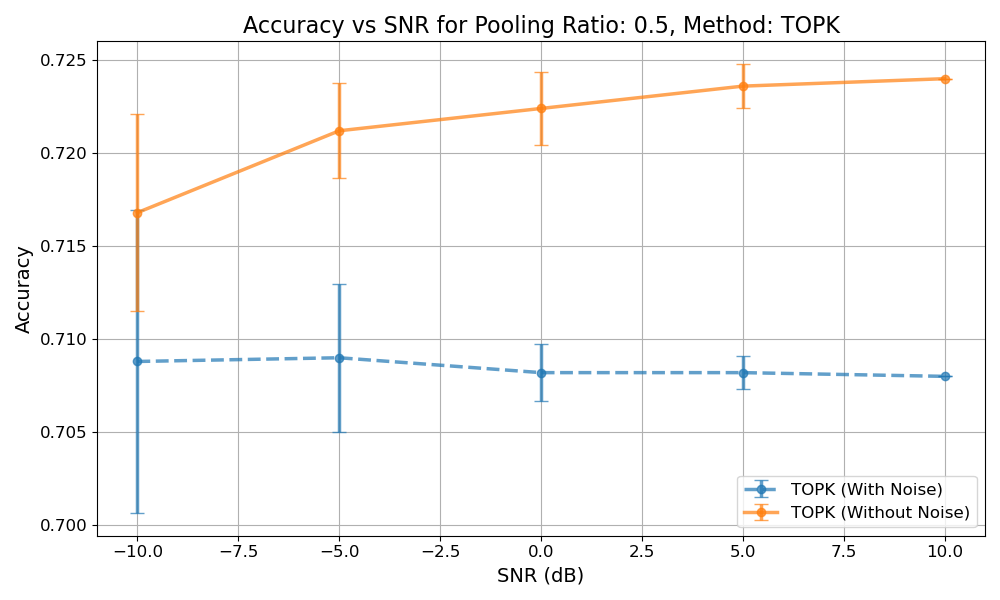 Accuracy vs SNR for Pooling Ratio: 0.5, Method: TOPK
Accuracy
0.725
0.720
0.715
0.710
0.705
0.700
TOPK (With Noise)
TOPK (Without Noise)
−10.0 −7.5 −5.0 −2.5 0.0 2.5 5.0 7.5 10.0
SNR (dB)